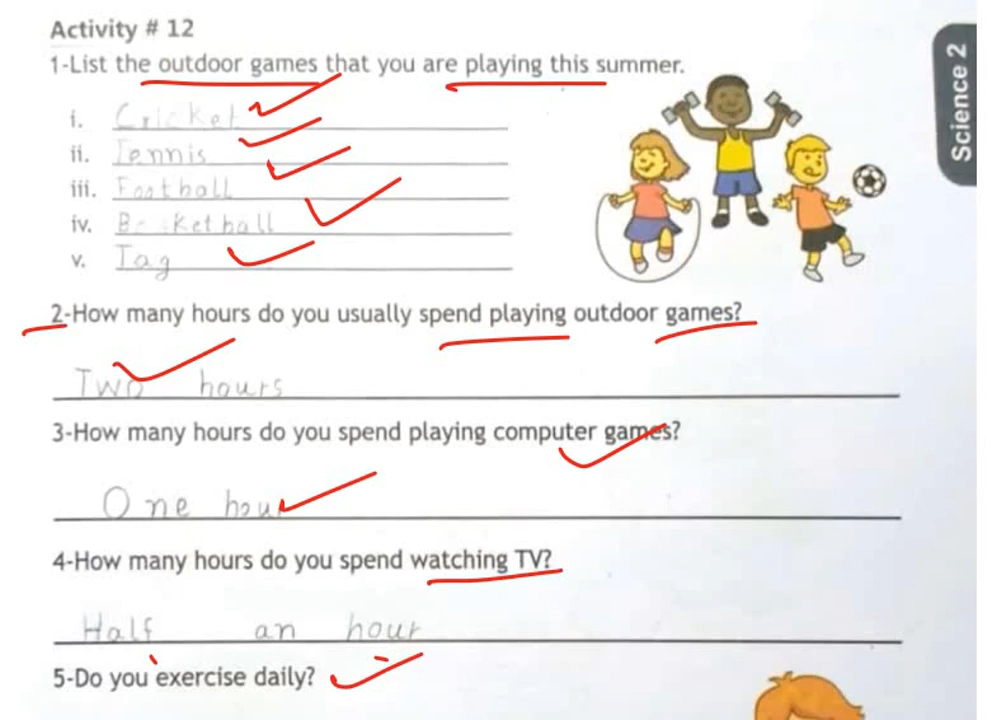 Activity # 12
1-List the outdoor games that you are playing this summer.
i. Cricket
ii. Tennis
iii. Football
iv. Basketball
v. Tag
2-How many hours do you usually spend playing outdoor games?
Two hours
3-How many hours do you spend playing computer games?
One hour
4-How many hours do you spend watching TV?
Half an hour
5-Do you exercise daily?
Science 2